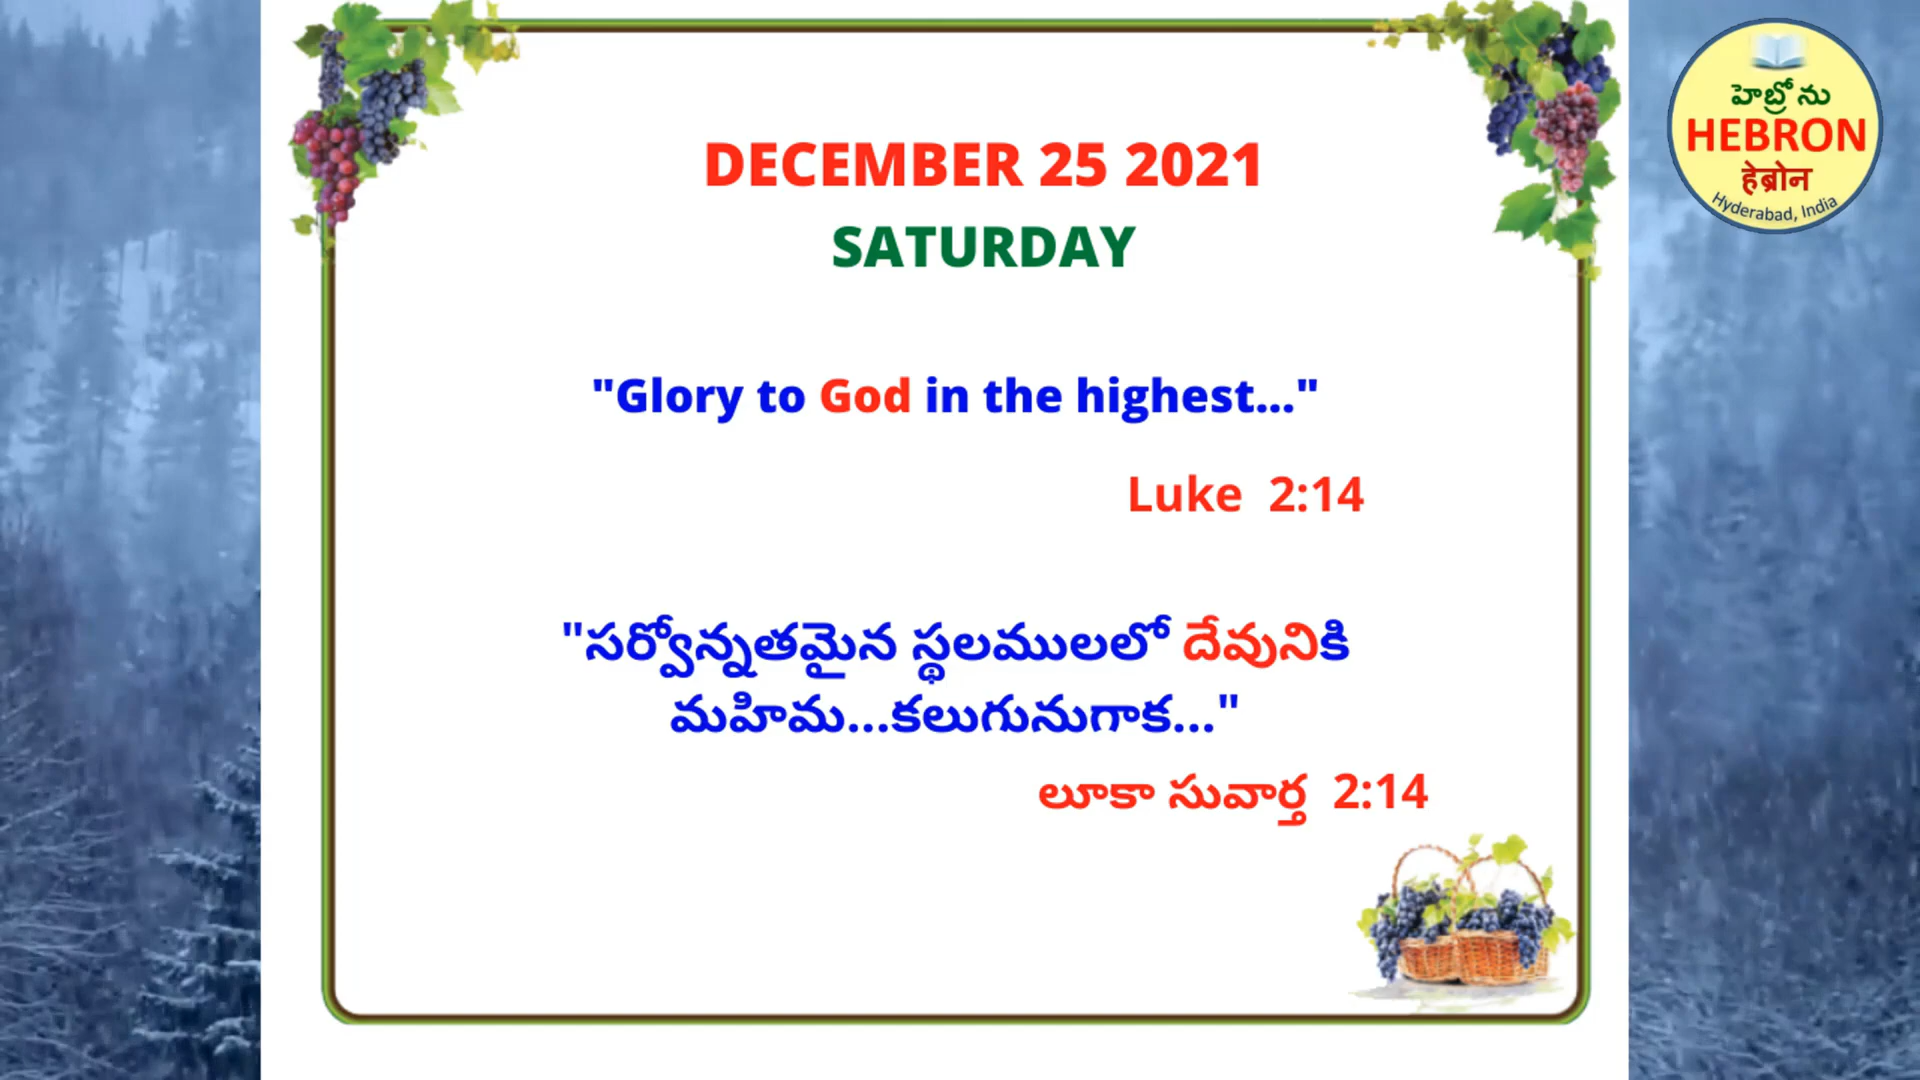 హెబ్రోను
HEBRON
हेब्रोन
Hyderabad, India
DECEMBER 25 2021
SATURDAY
"Glory to God in the highest..."
Luke 2:14
"సర్వోన్నతమైన స్థలములలో దేవునికి
మహిమ...కలుగునుగాక..."
లూకా సువార్త 2:14